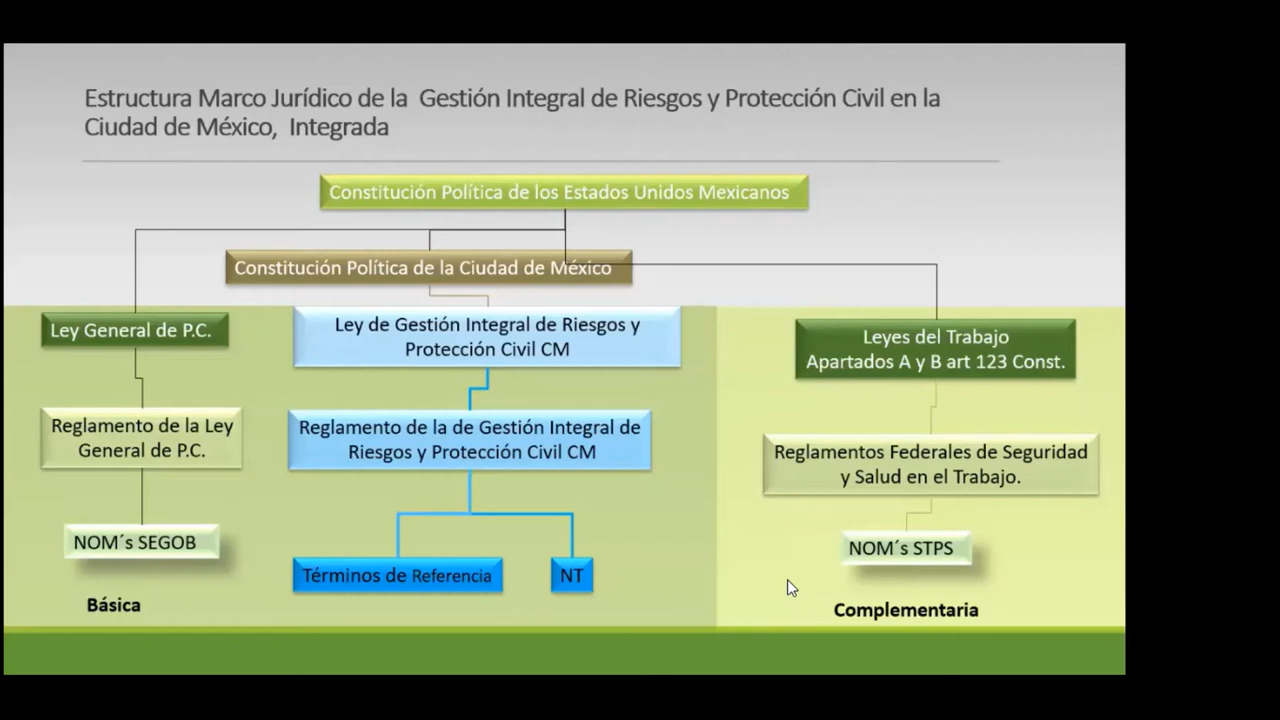 Estructura Marco Jurídico de la Gestión Integral de Riesgos y Protección Civil en la
Ciudad de México, Integrada
Constitución Política de los Estados Unidos Mexicanos
Constitución Política de la Ciudad de México
Ley General de P.C.
Ley de Gestión Integral de Riesgos y
Protección Civil CM
Leyes del Trabajo
Apartados A y B art 123 Const.
Reglamento de la Ley
General de P.C.
Reglamento de la de Gestión Integral de
Riesgos y Protección Civil CM
Reglamentos Federales de Seguridad
y Salud en el Trabajo.
NOM´s SEGOB
Términos de Referencia
NT
NOM´s STPS
Básica
Complementaria